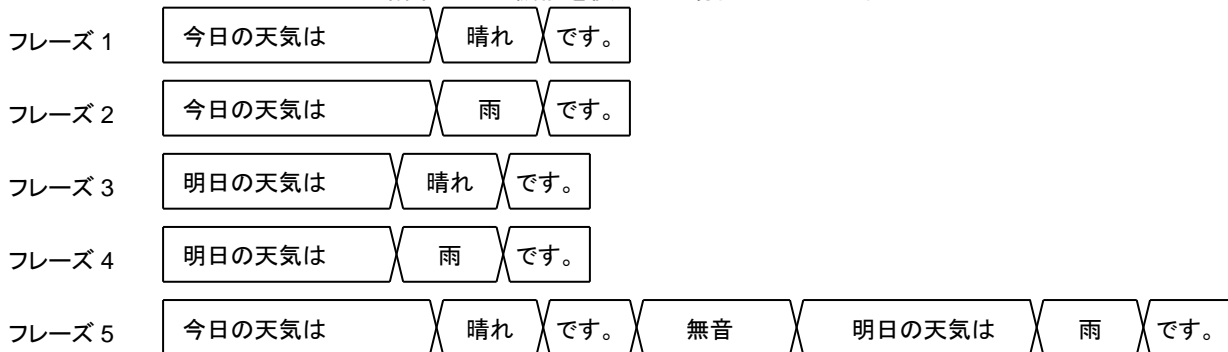 フレーズ 1 今日の天気は 晴れ です。
フレーズ 2 今日の天気は 雨 です。
フレーズ 3 明日の天気は 晴れ です。
フレーズ 4 明日の天気は 雨 です。
フレーズ 5 今日の天気は 晴れ です。 無音 明日の天気は 雨 です。